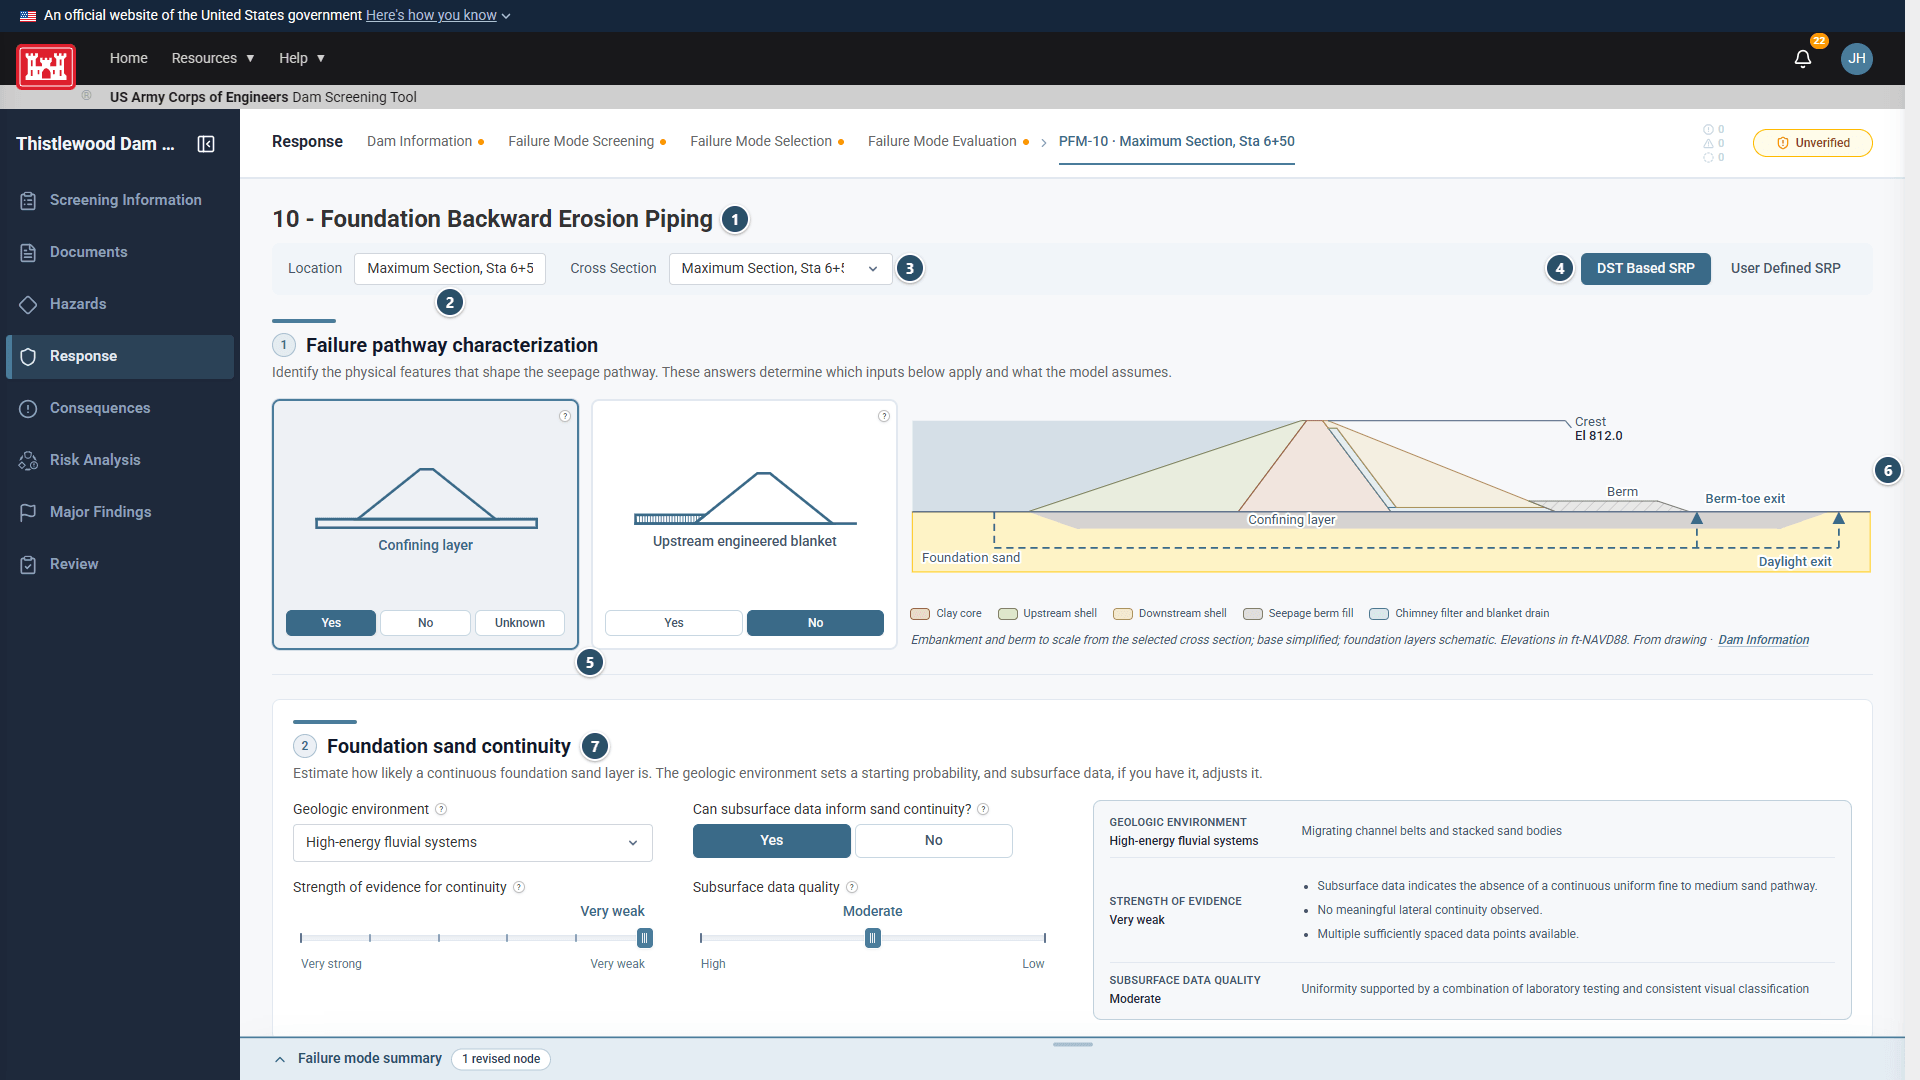 An official website of the United States government Here's how you know
Home Resources Help
22
JH
US Army Corps of Engineers Dam Screening Tool
Thistlewood Dam ...
Screening Information
Documents
Hazards
Response
Consequences
Risk Analysis
Major Findings
Review
Response Dam Information Failure Mode Screening Failure Mode Selection Failure Mode Evaluation PFM-10 · Maximum Section, Sta 6+50
0
0
0
Unverified
10 - Foundation Backward Erosion Piping 1
Location Maximum Section, Sta 6+5 Cross Section Maximum Section, Sta 6+5 3
4 DST Based SRP User Defined SRP
2
1 Failure pathway characterization
Identify the physical features that shape the seepage pathway. These answers determine which inputs below apply and what the model assumes.
?
Confining layer
Yes No Unknown
?
Upstream engineered blanket
Yes No
5
Crest
El 812.0
6
Berm
Berm-toe exit
Confining layer
Foundation sand
Daylight exit
Clay core Upstream shell Downstream shell Seepage berm fill Chimney filter and blanket drain
Embankment and berm to scale from the selected cross section; base simplified; foundation layers schematic. Elevations in ft-NAVD88. From drawing · Dam Information
2 Foundation sand continuity 7
Estimate how likely a continuous foundation sand layer is. The geologic environment sets a starting probability, and subsurface data, if you have it, adjusts it.
Geologic environment ?
High-energy fluvial systems
Can subsurface data inform sand continuity? ?
Yes No
Strength of evidence for continuity ?
Very weak
Very strong Very weak
Subsurface data quality ?
Moderate
High Low
GEOLOGIC ENVIRONMENT
High-energy fluvial systems
Migrating channel belts and stacked sand bodies
STRENGTH OF EVIDENCE
Very weak
• Subsurface data indicates the absence of a continuous uniform fine to medium sand pathway.
• No meaningful lateral continuity observed.
• Multiple sufficiently spaced data points available.
SUBSURFACE DATA QUALITY
Moderate
Uniformity supported by a combination of laboratory testing and consistent visual classification
Failure mode summary 1 revised node